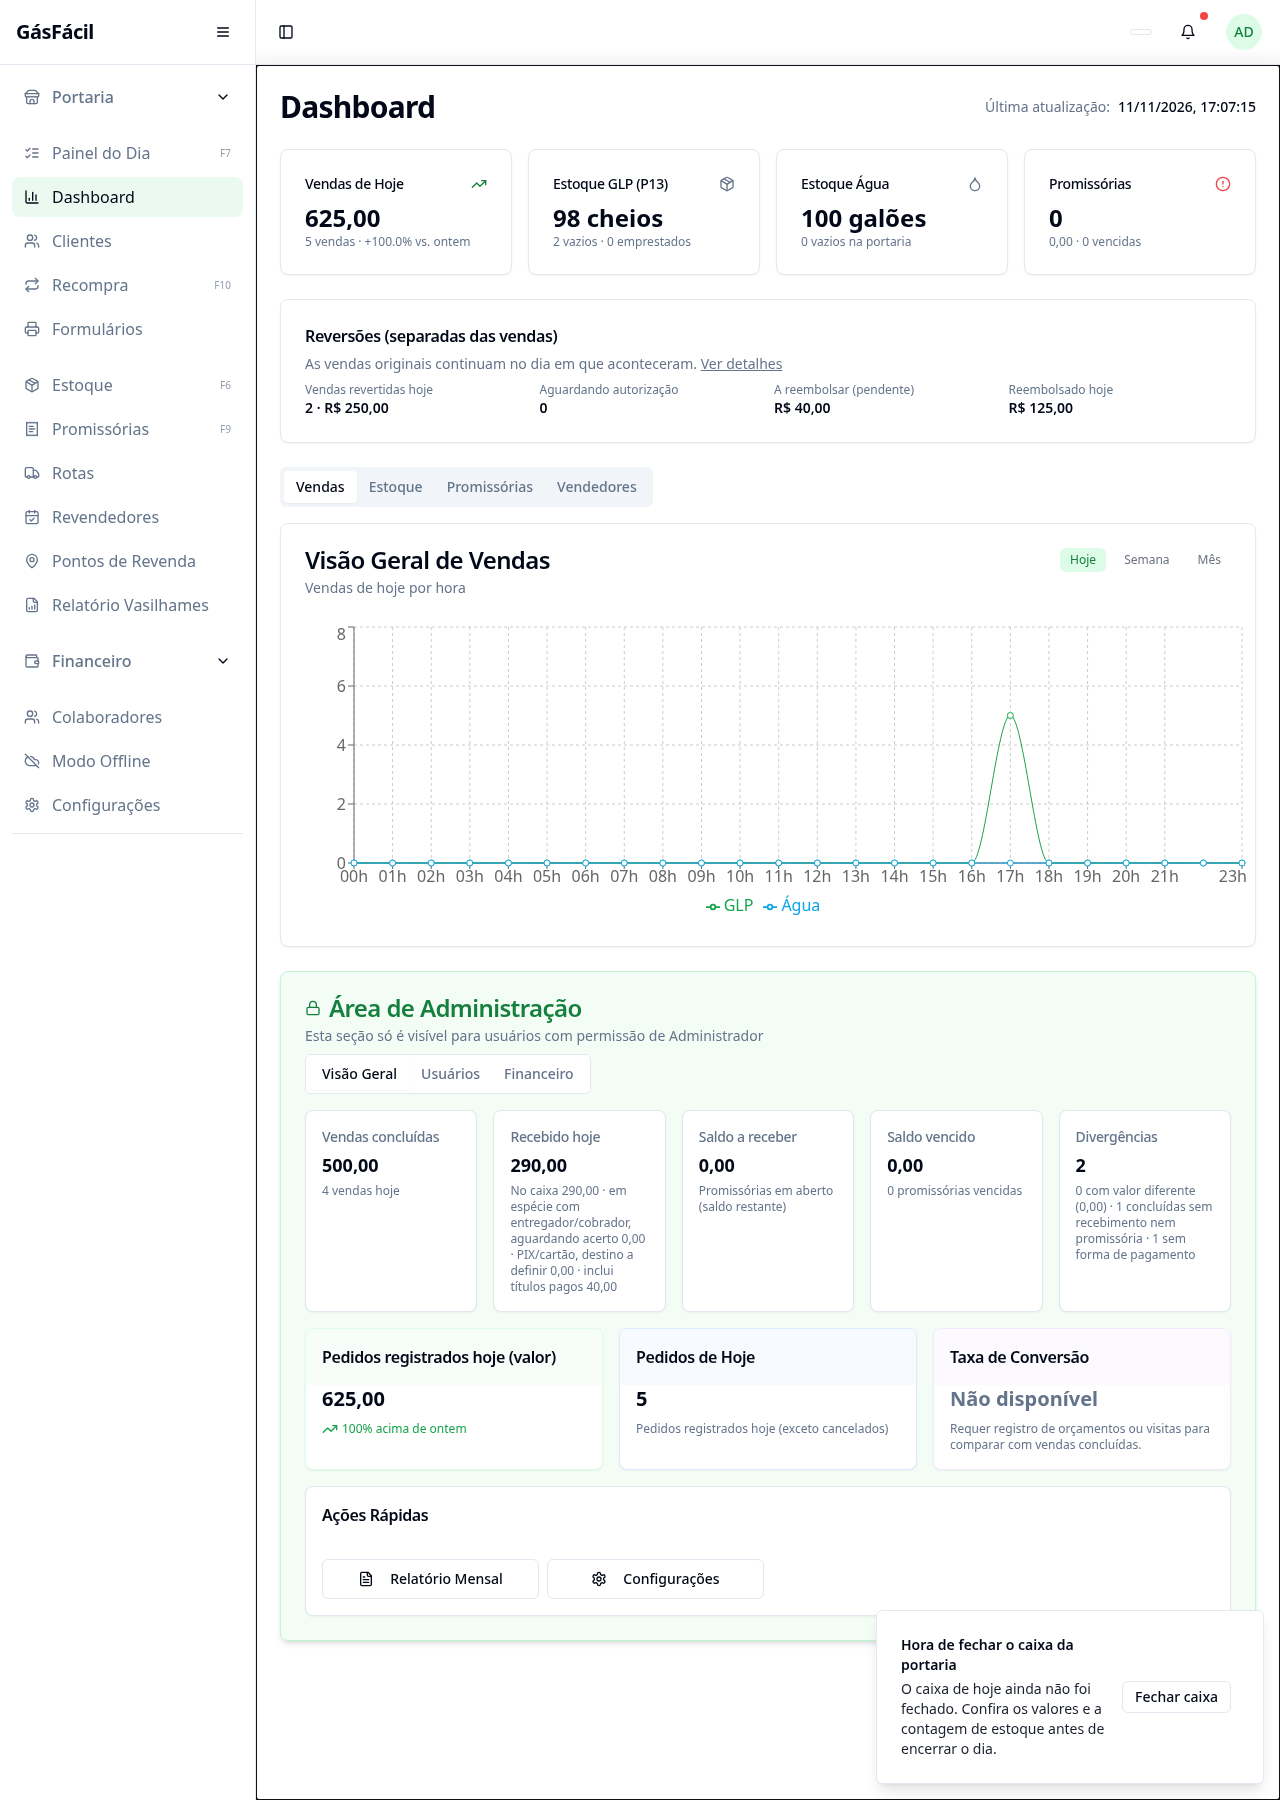 GásFácil
AD
Portaria
Painel do Dia F7
Dashboard
Clientes
Recompra F10
Formulários
Estoque F6
Promissórias F9
Rotas
Revendedores
Pontos de Revenda
Relatório Vasilhames
Financeiro
Colaboradores
Modo Offline
Configurações
Dashboard
Última atualização: 11/11/2026, 17:07:15
Vendas de Hoje
625,00
5 vendas · +100.0% vs. ontem
Estoque GLP (P13)
98 cheios
2 vazios · 0 emprestados
Estoque Água
100 galões
0 vazios na portaria
Promissórias
0
0,00 · 0 vencidas
Reversões (separadas das vendas)
As vendas originais continuam no dia em que aconteceram. Ver detalhes
Vendas revertidas hoje
2 · R$ 250,00
Aguardando autorização
0
A reembolsar (pendente)
R$ 40,00
Reembolsado hoje
R$ 125,00
Vendas Estoque Promissórias Vendedores
Visão Geral de Vendas
Vendas de hoje por hora
Hoje Semana Mês
8
6
4
2
0
00h 01h 02h 03h 04h 05h 06h 07h 08h 09h 10h 11h 12h 13h 14h 15h 16h 17h 18h 19h 20h 21h 23h
GLP Água
Área de Administração
Esta seção só é visível para usuários com permissão de Administrador
Visão Geral Usuários Financeiro
Vendas concluídas
500,00
4 vendas hoje
Recebido hoje
290,00
No caixa 290,00 · em
espécie com
entregador/cobrador,
aguardando acerto 0,00
· PIX/cartão, destino a
definir 0,00 · inclui
títulos pagos 40,00
Saldo a receber
0,00
Promissórias em aberto
(saldo restante)
Saldo vencido
0,00
0 promissórias vencidas
Divergências
2
0 com valor diferente
(0,00) · 1 concluídas sem
recebimento nem
promissória · 1 sem
forma de pagamento
Pedidos registrados hoje (valor)
625,00
100% acima de ontem
Pedidos de Hoje
5
Pedidos registrados hoje (exceto cancelados)
Taxa de Conversão
Não disponível
Requer registro de orçamentos ou visitas para
comparar com vendas concluídas.
Ações Rápidas
Relatório Mensal
Configurações
Hora de fechar o caixa da
portaria
O caixa de hoje ainda não foi
fechado. Confira os valores e a
contagem de estoque antes de
encerrar o dia.
Fechar caixa